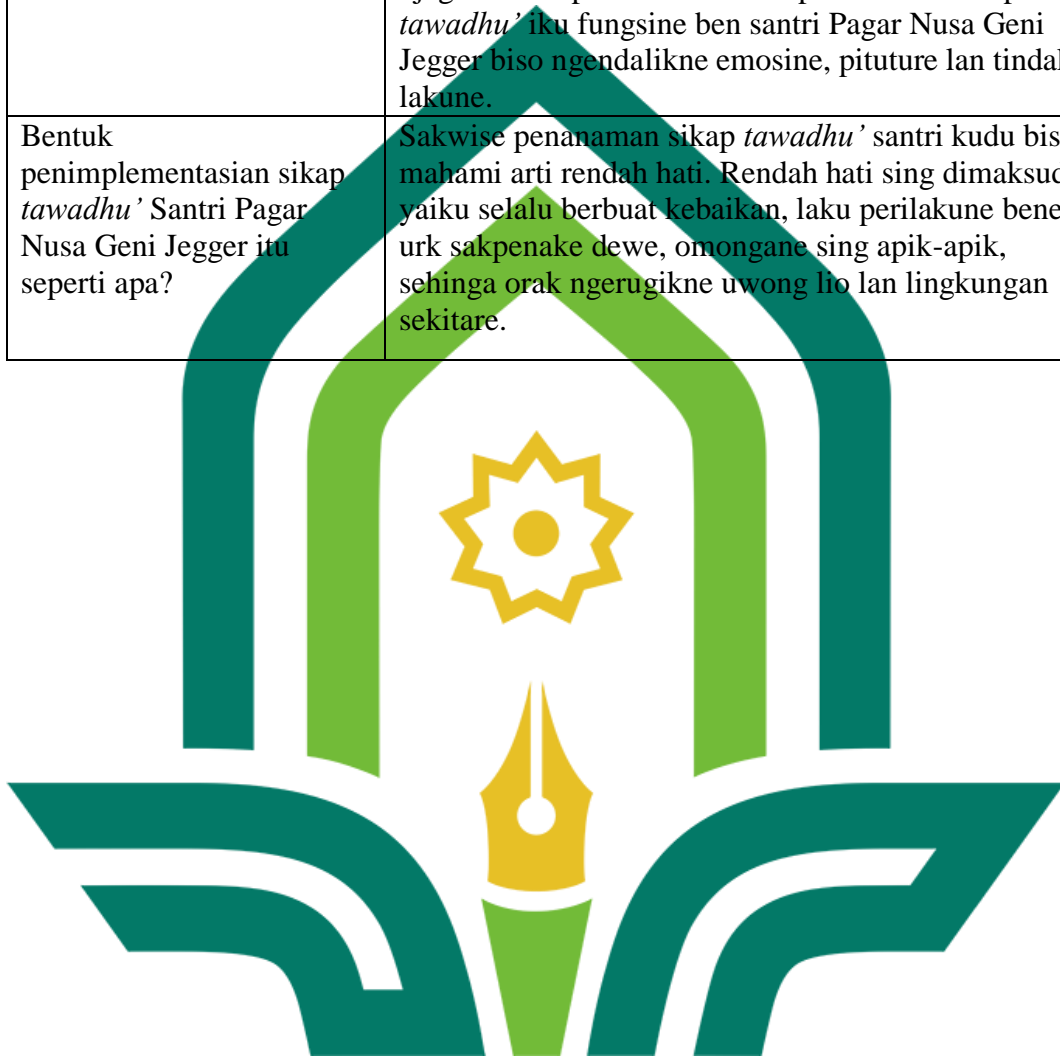 tawadhu’ iku fungsine ben santri Pagar Nusa Geni
Jegger biso ngendalikne emosine, pituture lan
lakune.
Bentuk
penimplementasian sikap
tawadhu’ Santri Pagar
Nusa Geni Jegger itu
seperti apa?
Sakwise penanaman sikap tawadhu’ santri kudu
mahami arti rendah hati. Rendah hati sing
yaiku selalu berbuat kebaikan, laku perilakune
urk sakpenake dewe, omongane sing apik-apik,
sehinga orak ngerugikne uwong lio lan lingkungan
sekitare.